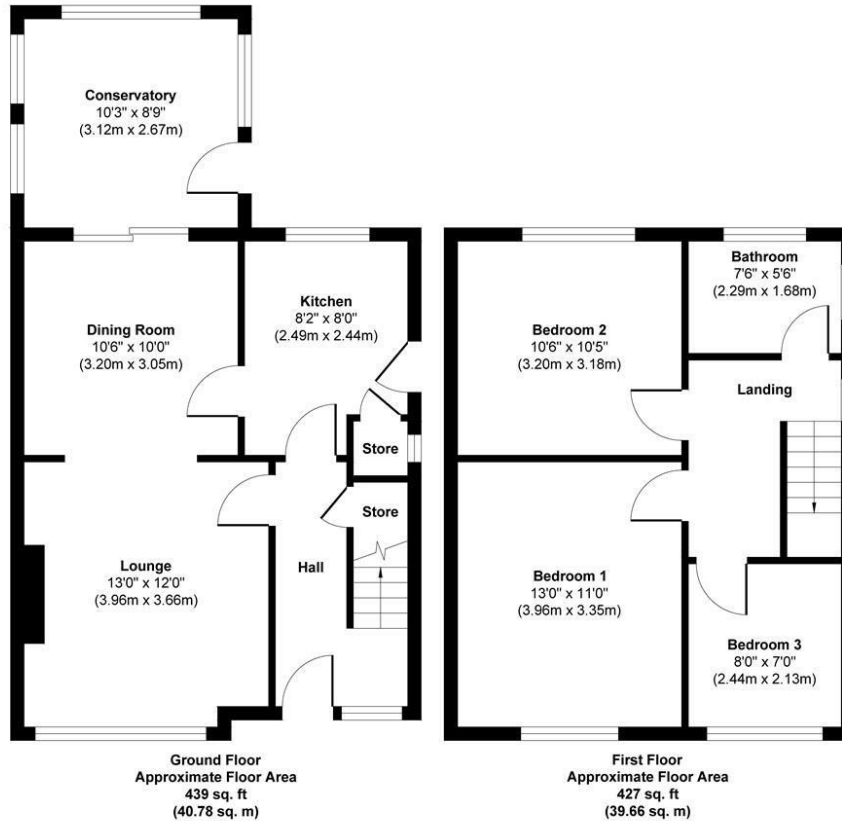 Conservatory
10'3" x 8'9"
(3.12m x 2.67m)
Dining Room
10'6" x 10'0"
(3.20m x 3.05m)
Kitchen
8'2" x 8'0"
(2.49m x 2.44m)
Store
Store
Lounge
13'0" x 12'0"
(3.96m x 3.66m)
Hall
Ground Floor
Approximate Floor Area
439 sq. ft
(40.78 sq. m)
Bathroom
7'6" x 5'6"
(2.29m x 1.68m)
Bedroom 2
10'6" x 10'5"
(3.20m x 3.18m)
Landing
Bedroom 1
13'0" x 11'0"
(3.96m x 3.35m)
Bedroom 3
8'0" x 7'0"
(2.44m x 2.13m)
First Floor
Approximate Floor Area
427 sq. ft
(39.66 sq. m)